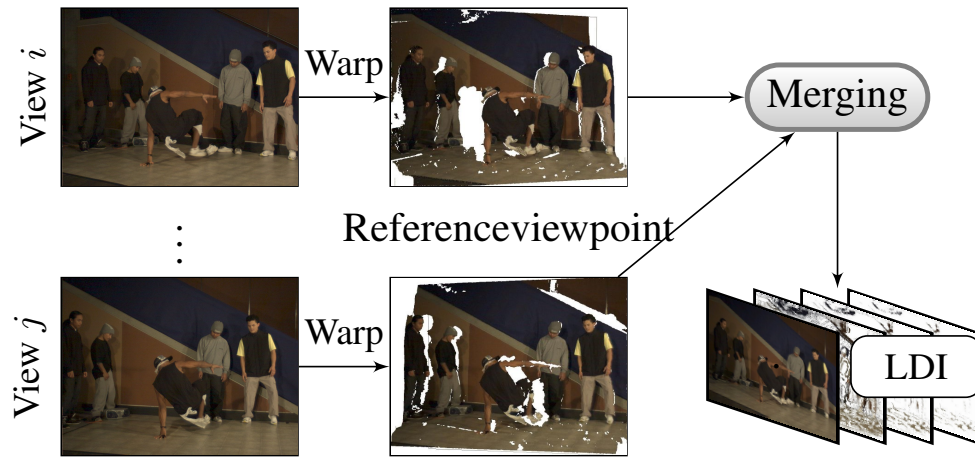 View i
Warp
Merging
Referenceviewpoint
⋮
View j
Warp
LDI